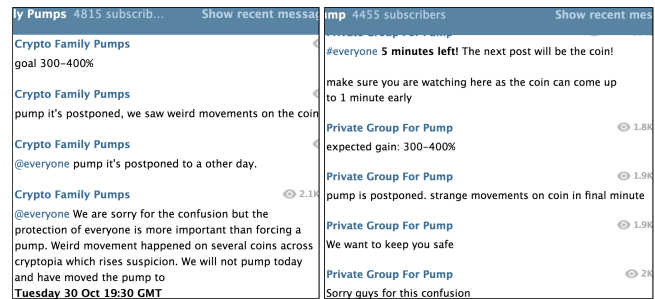 ly Pumps 4815 subscrib... Show recent messag
Crypto Family Pumps
goal 300-400%
Crypto Family Pumps
pump it's postponed, we saw weird movements on the coin
Crypto Family Pumps
@everyone pump it's postponed to a other day.
Crypto Family Pumps 2.1K
@everyone We are sorry for the confusion but the
protection of everyone is more important than forcing a
pump. Weird movement happened on several coins across
cryptopia which rises suspicion. We will not pump today
and have moved the pump to
Tuesday 30 Oct 19:30 GMT
ump 4455 subscribers Show recent mes
Private Group For Pump
#everyone 5 minutes left! The next post will be the coin!
make sure you are watching here as the coin can come up
to 1 minute early
Private Group For Pump 1.8K
expected gain: 300-400%
Private Group For Pump 1.9K
pump is postponed. strange movements on coin in final minute
Private Group For Pump 1.9K
We want to keep you safe
Private Group For Pump 2K
Sorry guys for this confusion